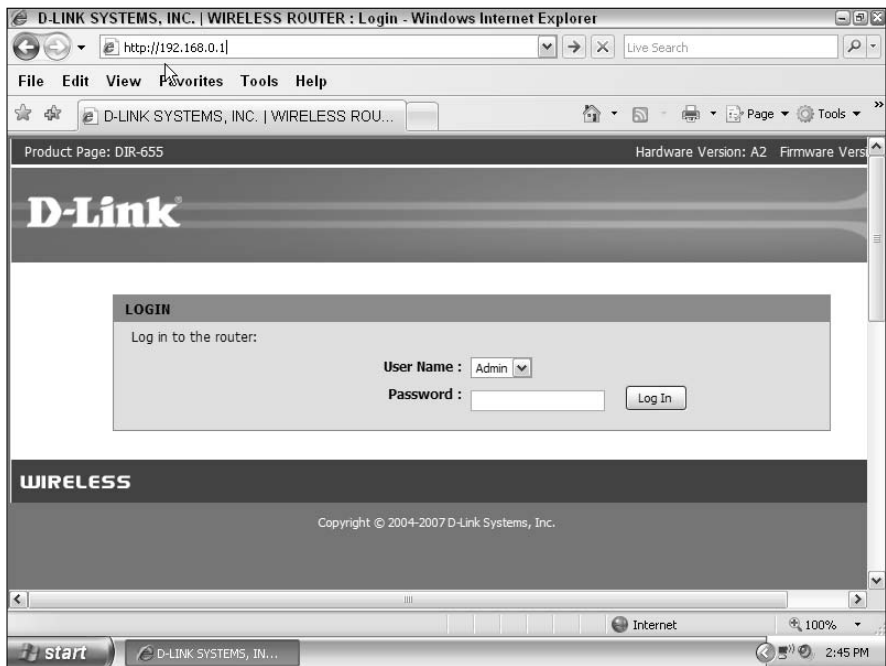 D-LINK SYSTEMS, INC. | WIRELESS ROUTER : Login - Windows Internet Explorer
http://192.168.0.1
Live Search
File Edit View Favorites Tools Help
D-LINK SYSTEMS, INC. | WIRELESS ROU...
Page Tools
Product Page: DIR-655 Hardware Version: A2 Firmware Versi
D-Link
LOGIN
Log in to the router:
User Name : Admin
Password :
Log In
WIRELESS
Copyright © 2004-2007 D-Link Systems, Inc.
Internet 100%
start D-LINK SYSTEMS, IN... 2:45 PM